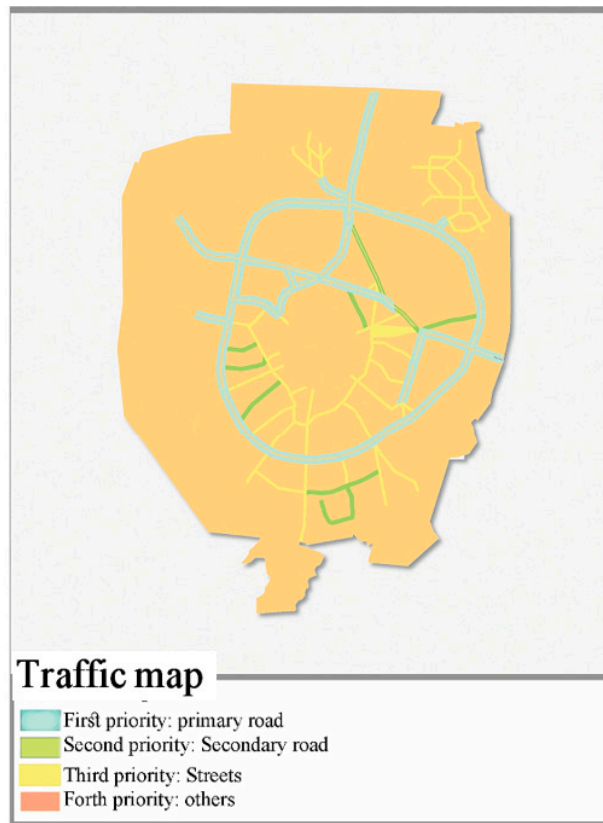 Traffic map
First priority: primary road
Second priority: Secondary road
Third priority: Streets
Forth priority: others